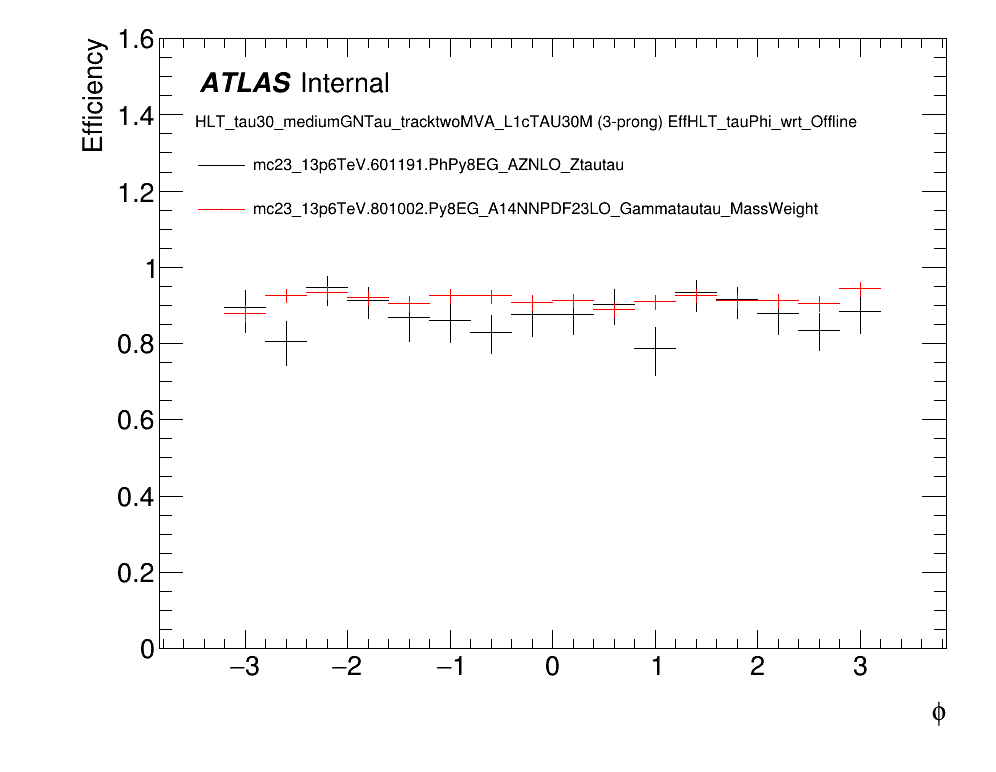 Efficiency
ATLAS Internal
HLT_tau30_mediumGNTau_tracktwoMVA_L1cTAU30M (3-prong) EffHLT_tauPhi_wrt_Offline
mc23_13p6TeV.601191.PhPy8EG_AZNLO_Ztautau
mc23_13p6TeV.801002.Py8EG_A14NNPDF23LO_Gammatautau_MassWeight
1.6
1.4
1.2
1
0.8
0.6
0.4
0.2
0
−3 −2 −1 0 1 2 3
ϕ